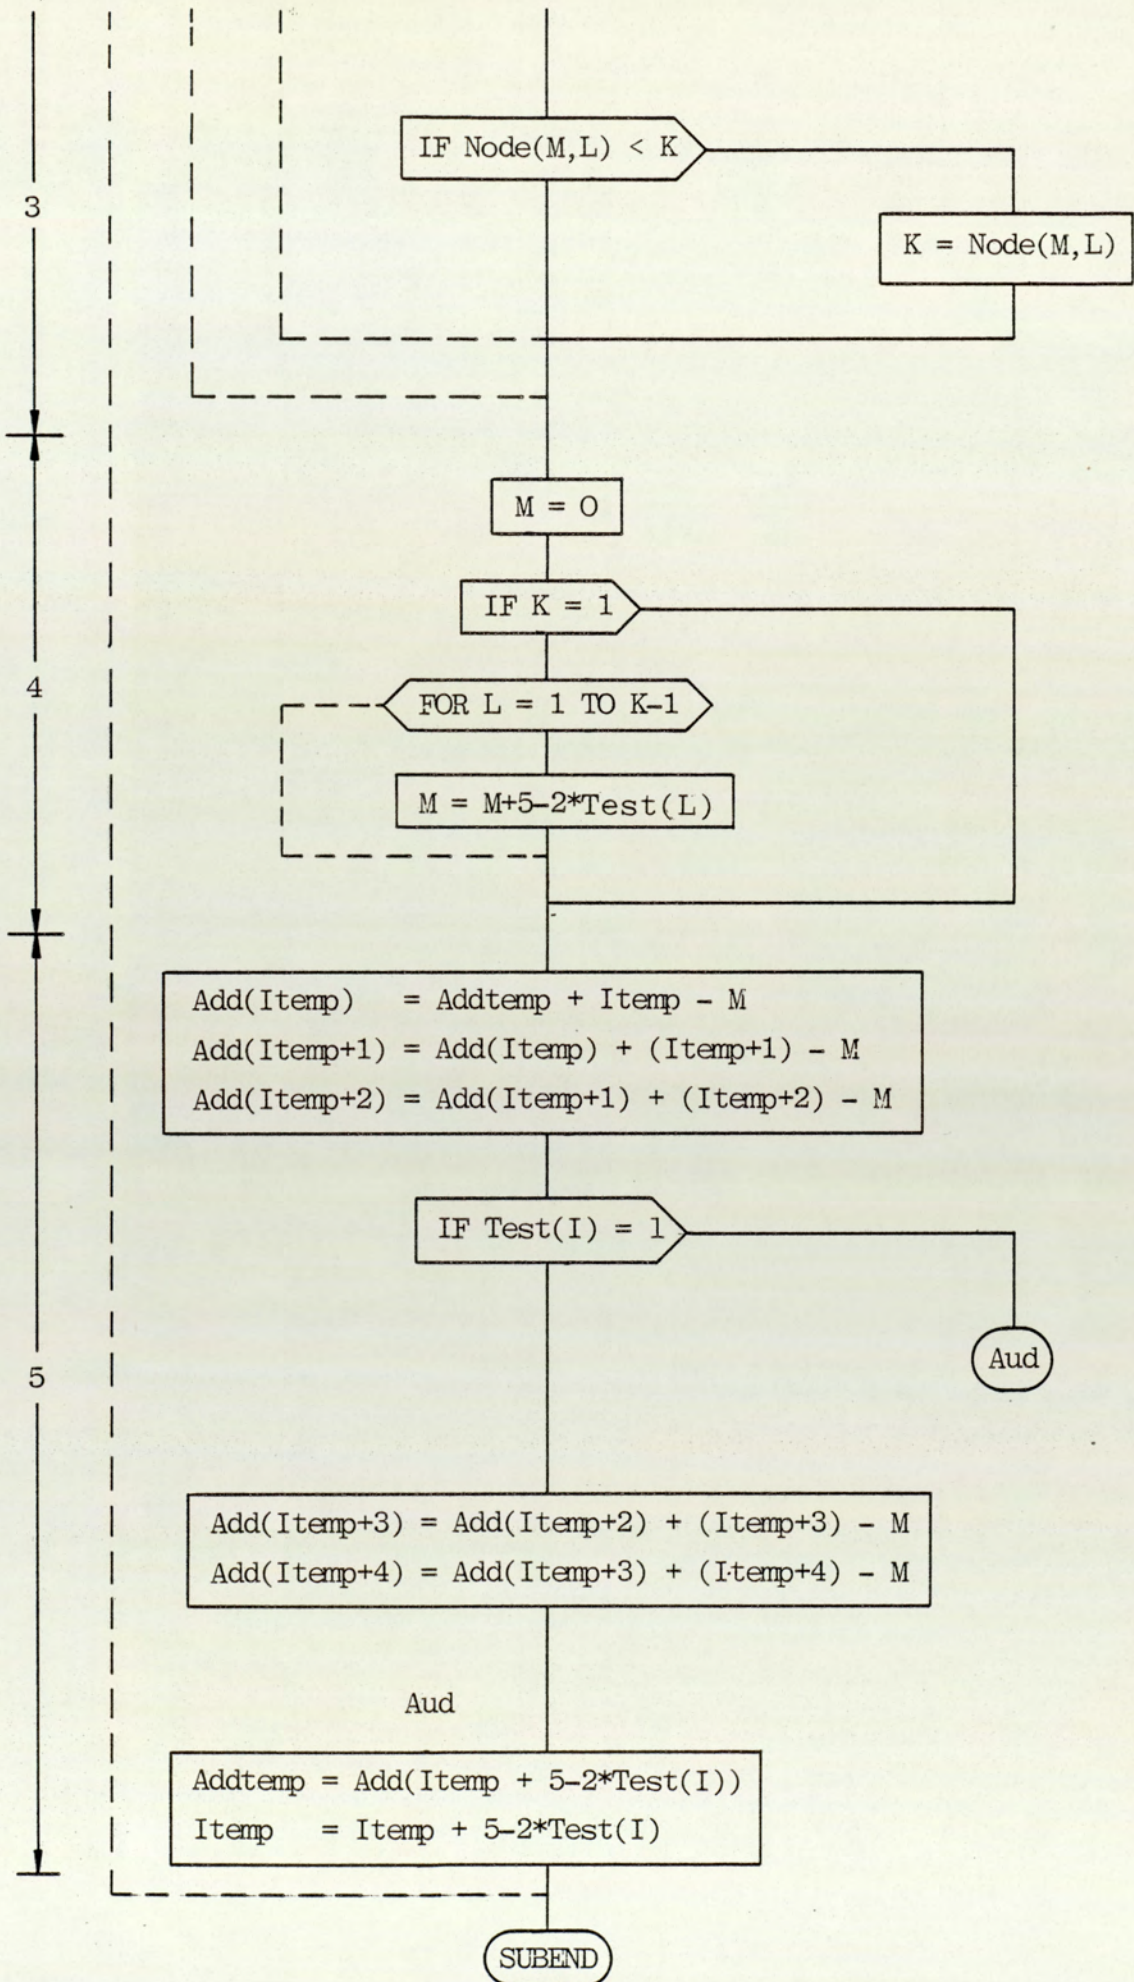 IF Node(M,L) < K
3
K = Node(M,L)
M = O
IF K = 1
4
FOR L = 1 TO K-1
M = M+5-2*Test(L)
Add(Itemp) = Addtemp + Itemp - M
Add(Itemp+1) = Add(Itemp) + (Itemp+1) - M
Add(Itemp+2) = Add(Itemp+1) + (Itemp+2) - M
IF Test(I) = 1
Aud
5
Add(Itemp+3) = Add(Itemp+2) + (Itemp+3) - M
Add(Itemp+4) = Add(Itemp+3) + (Itemp+4) - M
Aud
Addtemp = Add(Itemp + 5-2*Test(I))
Itemp = Itemp + 5-2*Test(I)
SUBEND